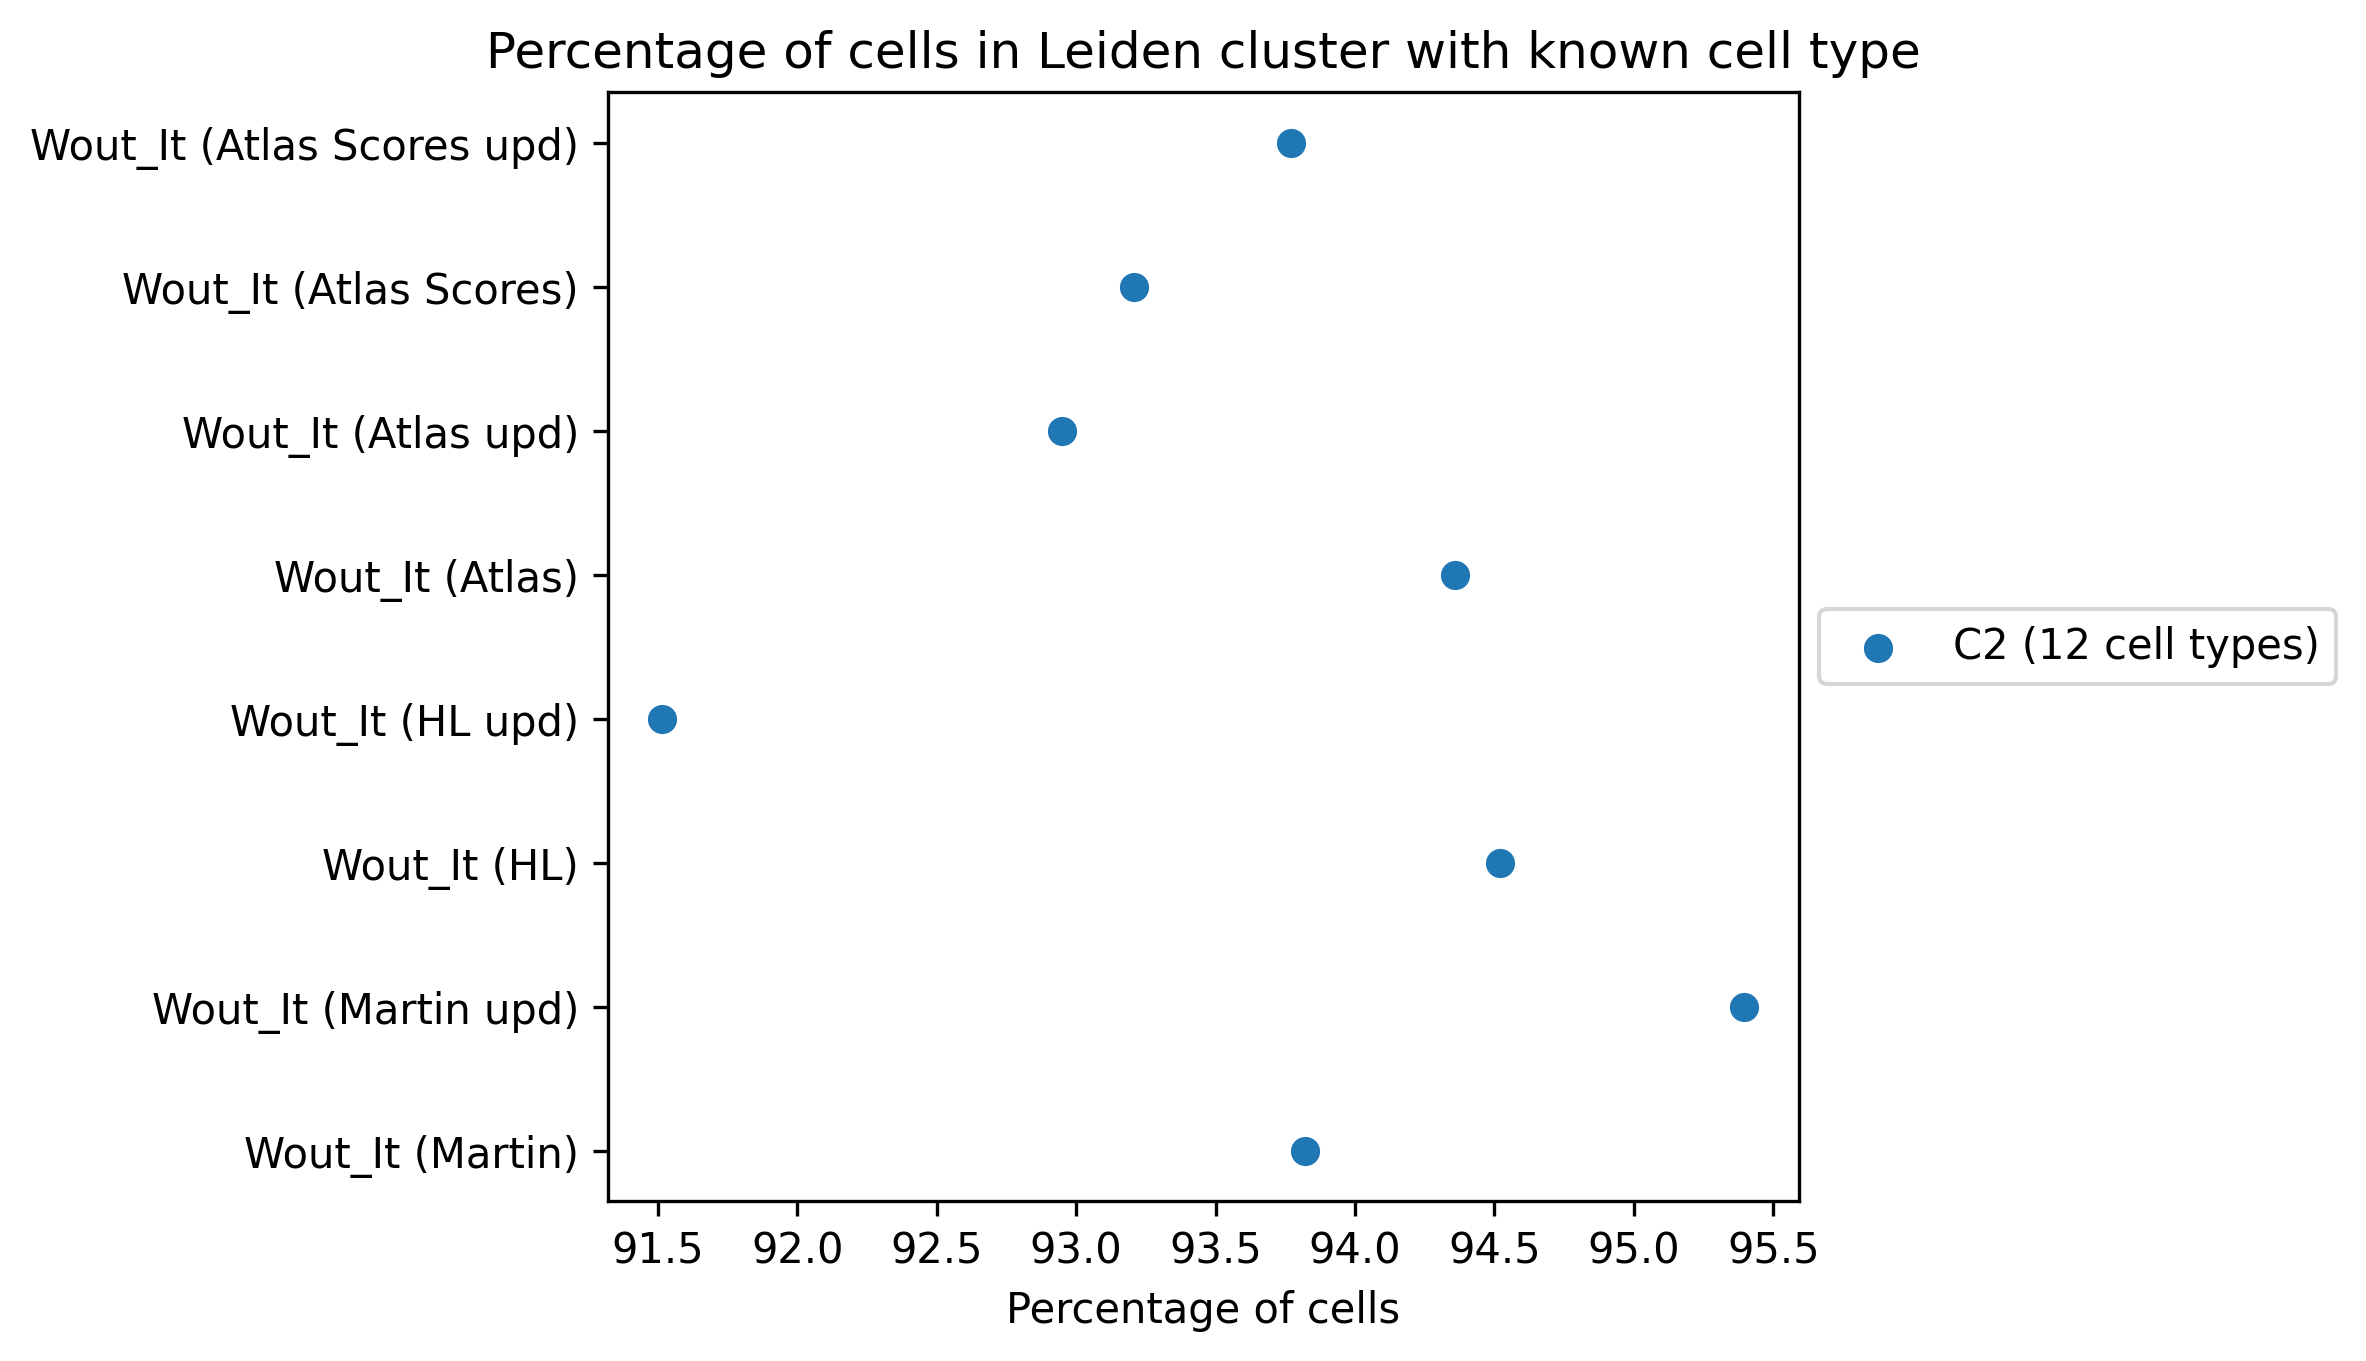 Percentage of cells in Leiden cluster with known cell type
Wout_It (Atlas Scores upd)
Wout_It (Atlas Scores)
Wout_It (Atlas upd)
Wout_It (Atlas)
Wout_It (HL upd)
Wout_It (HL)
Wout_It (Martin upd)
Wout_It (Martin)
C2 (12 cell types)
91.5 92.0 92.5 93.0 93.5 94.0 94.5 95.0 95.5
Percentage of cells